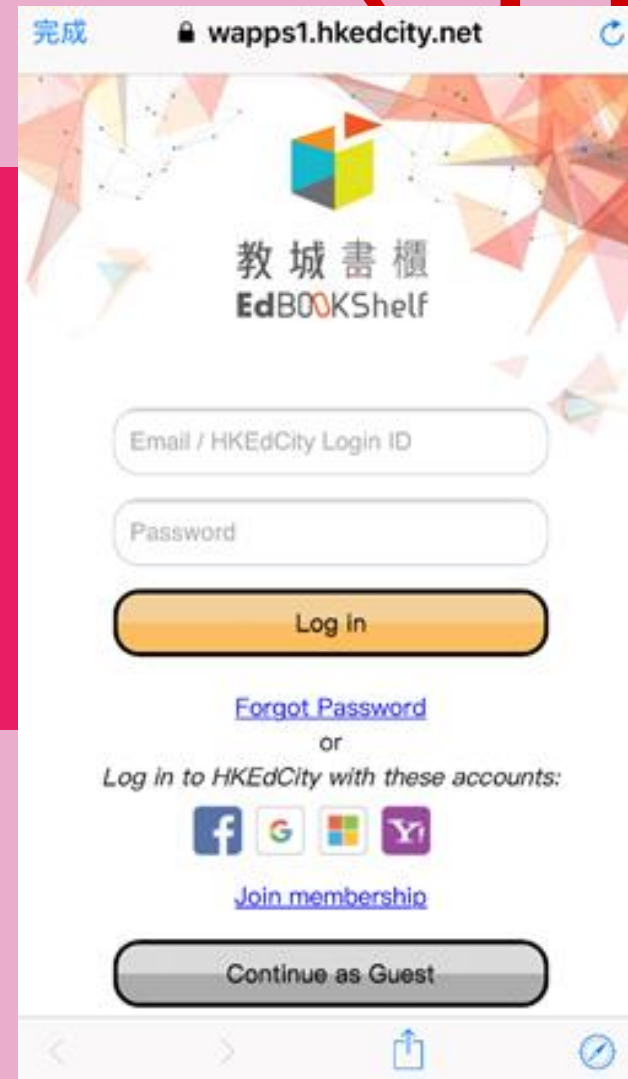 完成 wapps1.hkedcity.net
教城書櫃
EdBOOKShelf
Email / HKEdCity Login ID
Password
Log in
Forgot Password
or
Log in to HKEdCity with these accounts:
Join membership
Continue as Guest